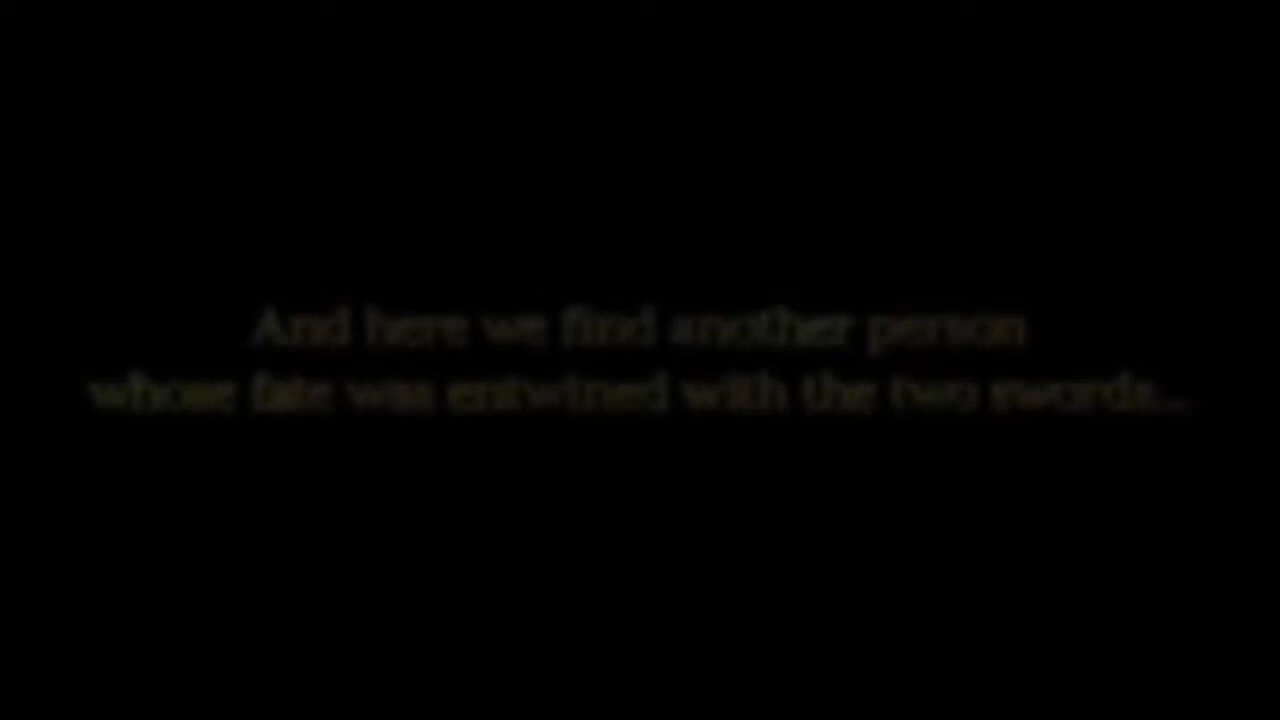 And here we find another person
whose fate was entwined with the two swords...